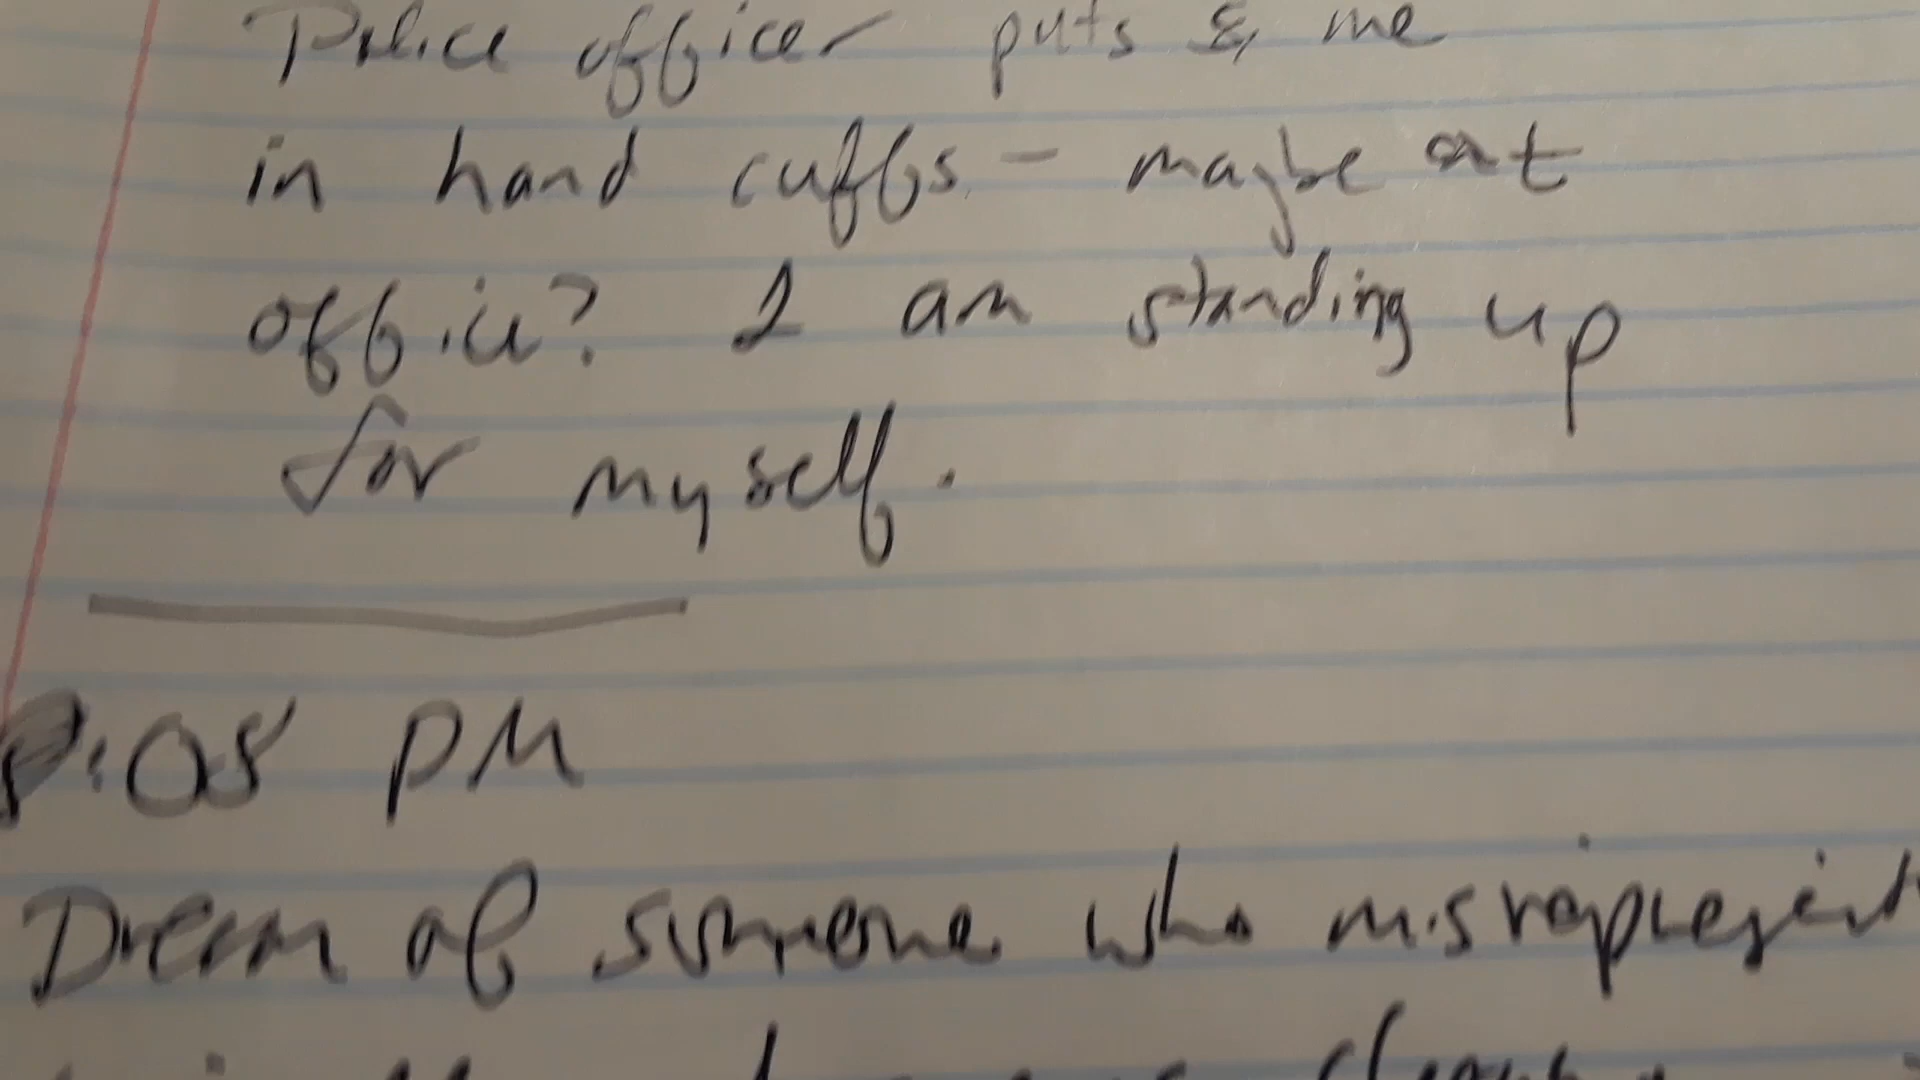 Police officer puts & me
in hand cuffs - maybe at
office? I am standing up
for myself.
8:08 PM
Dream of someone who misrepresent